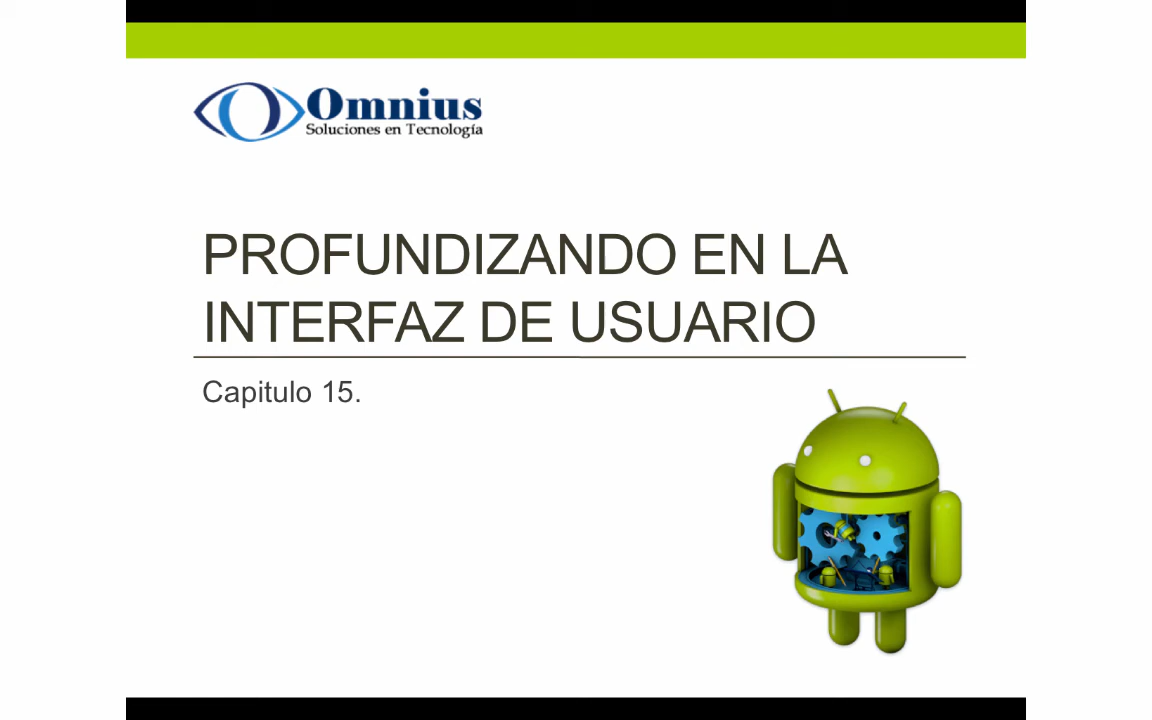 Omnius
Soluciones en Tecnología
PROFUNDIZANDO EN LA
INTERFAZ DE USUARIO
Capitulo 15.